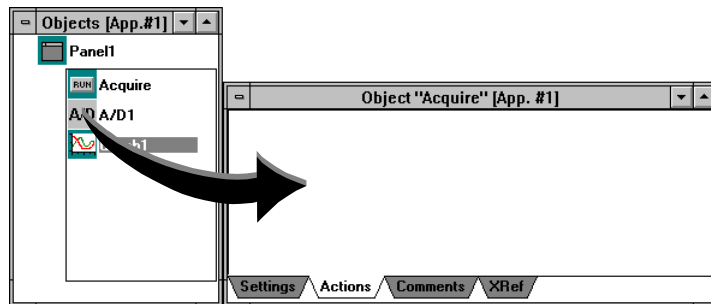 Objects [App.#1]
Panel1
RUN Acquire
A/D A/D1
Object "Acquire" [App. #1]
Settings Actions Comments XRef